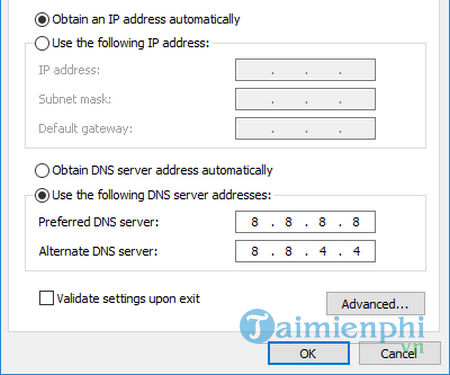 Obtain an IP address automatically
Use the following IP address:
IP address:
. . .
Subnet mask:
. . .
Default gateway:
. . .
Obtain DNS server address automatically
Use the following DNS server addresses:
Preferred DNS server:
8 . 8 . 8 . 8
Alternate DNS server:
8 . 8 . 4 . 4
Validate settings upon exit
Advanced...
Taimienphi
.vn
OK
Cancel